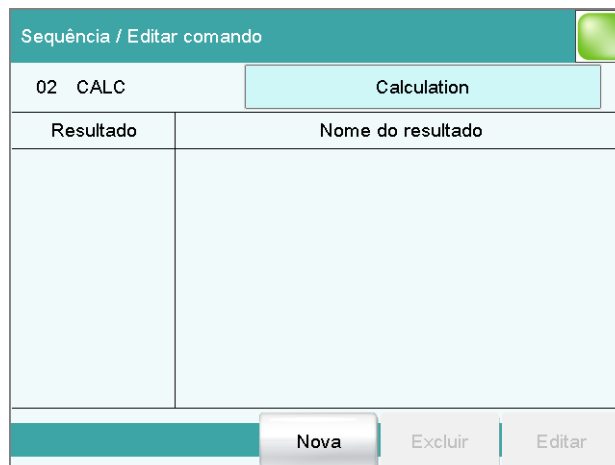 Sequência / Editar comando
02 CALC Calculation
Resultado Nome do resultado
Nova Excluir Editar